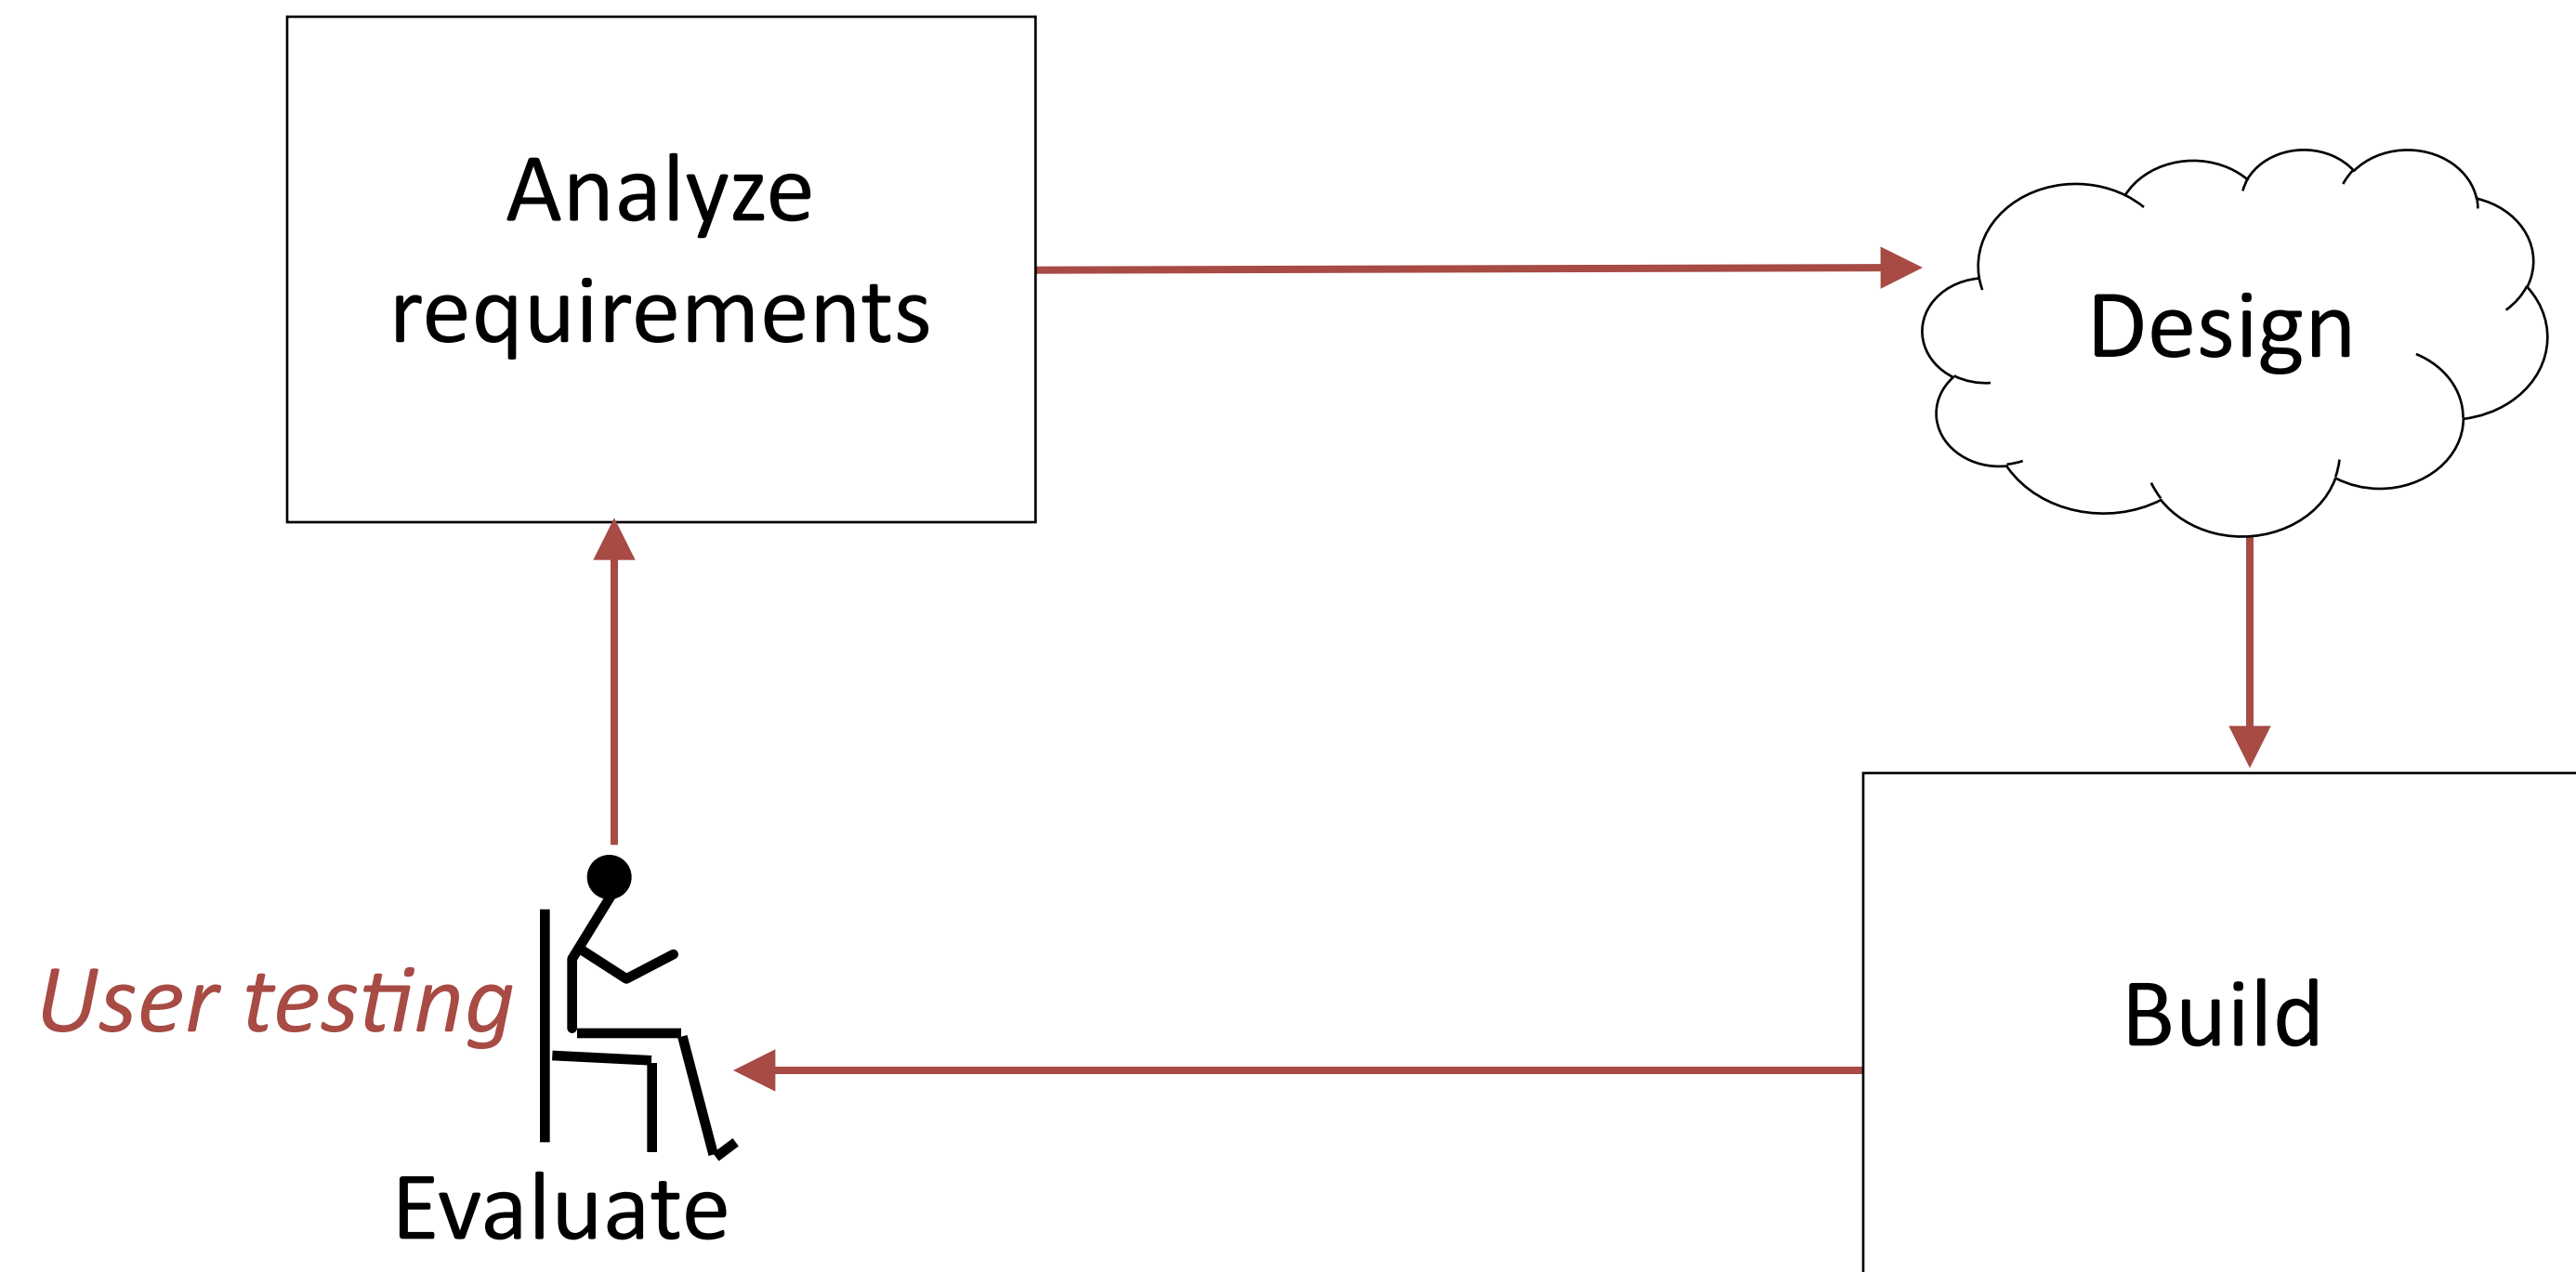 Analyze
requirements
Design
User testing
Build
Evaluate